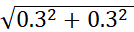 √0.3² + 0.3²